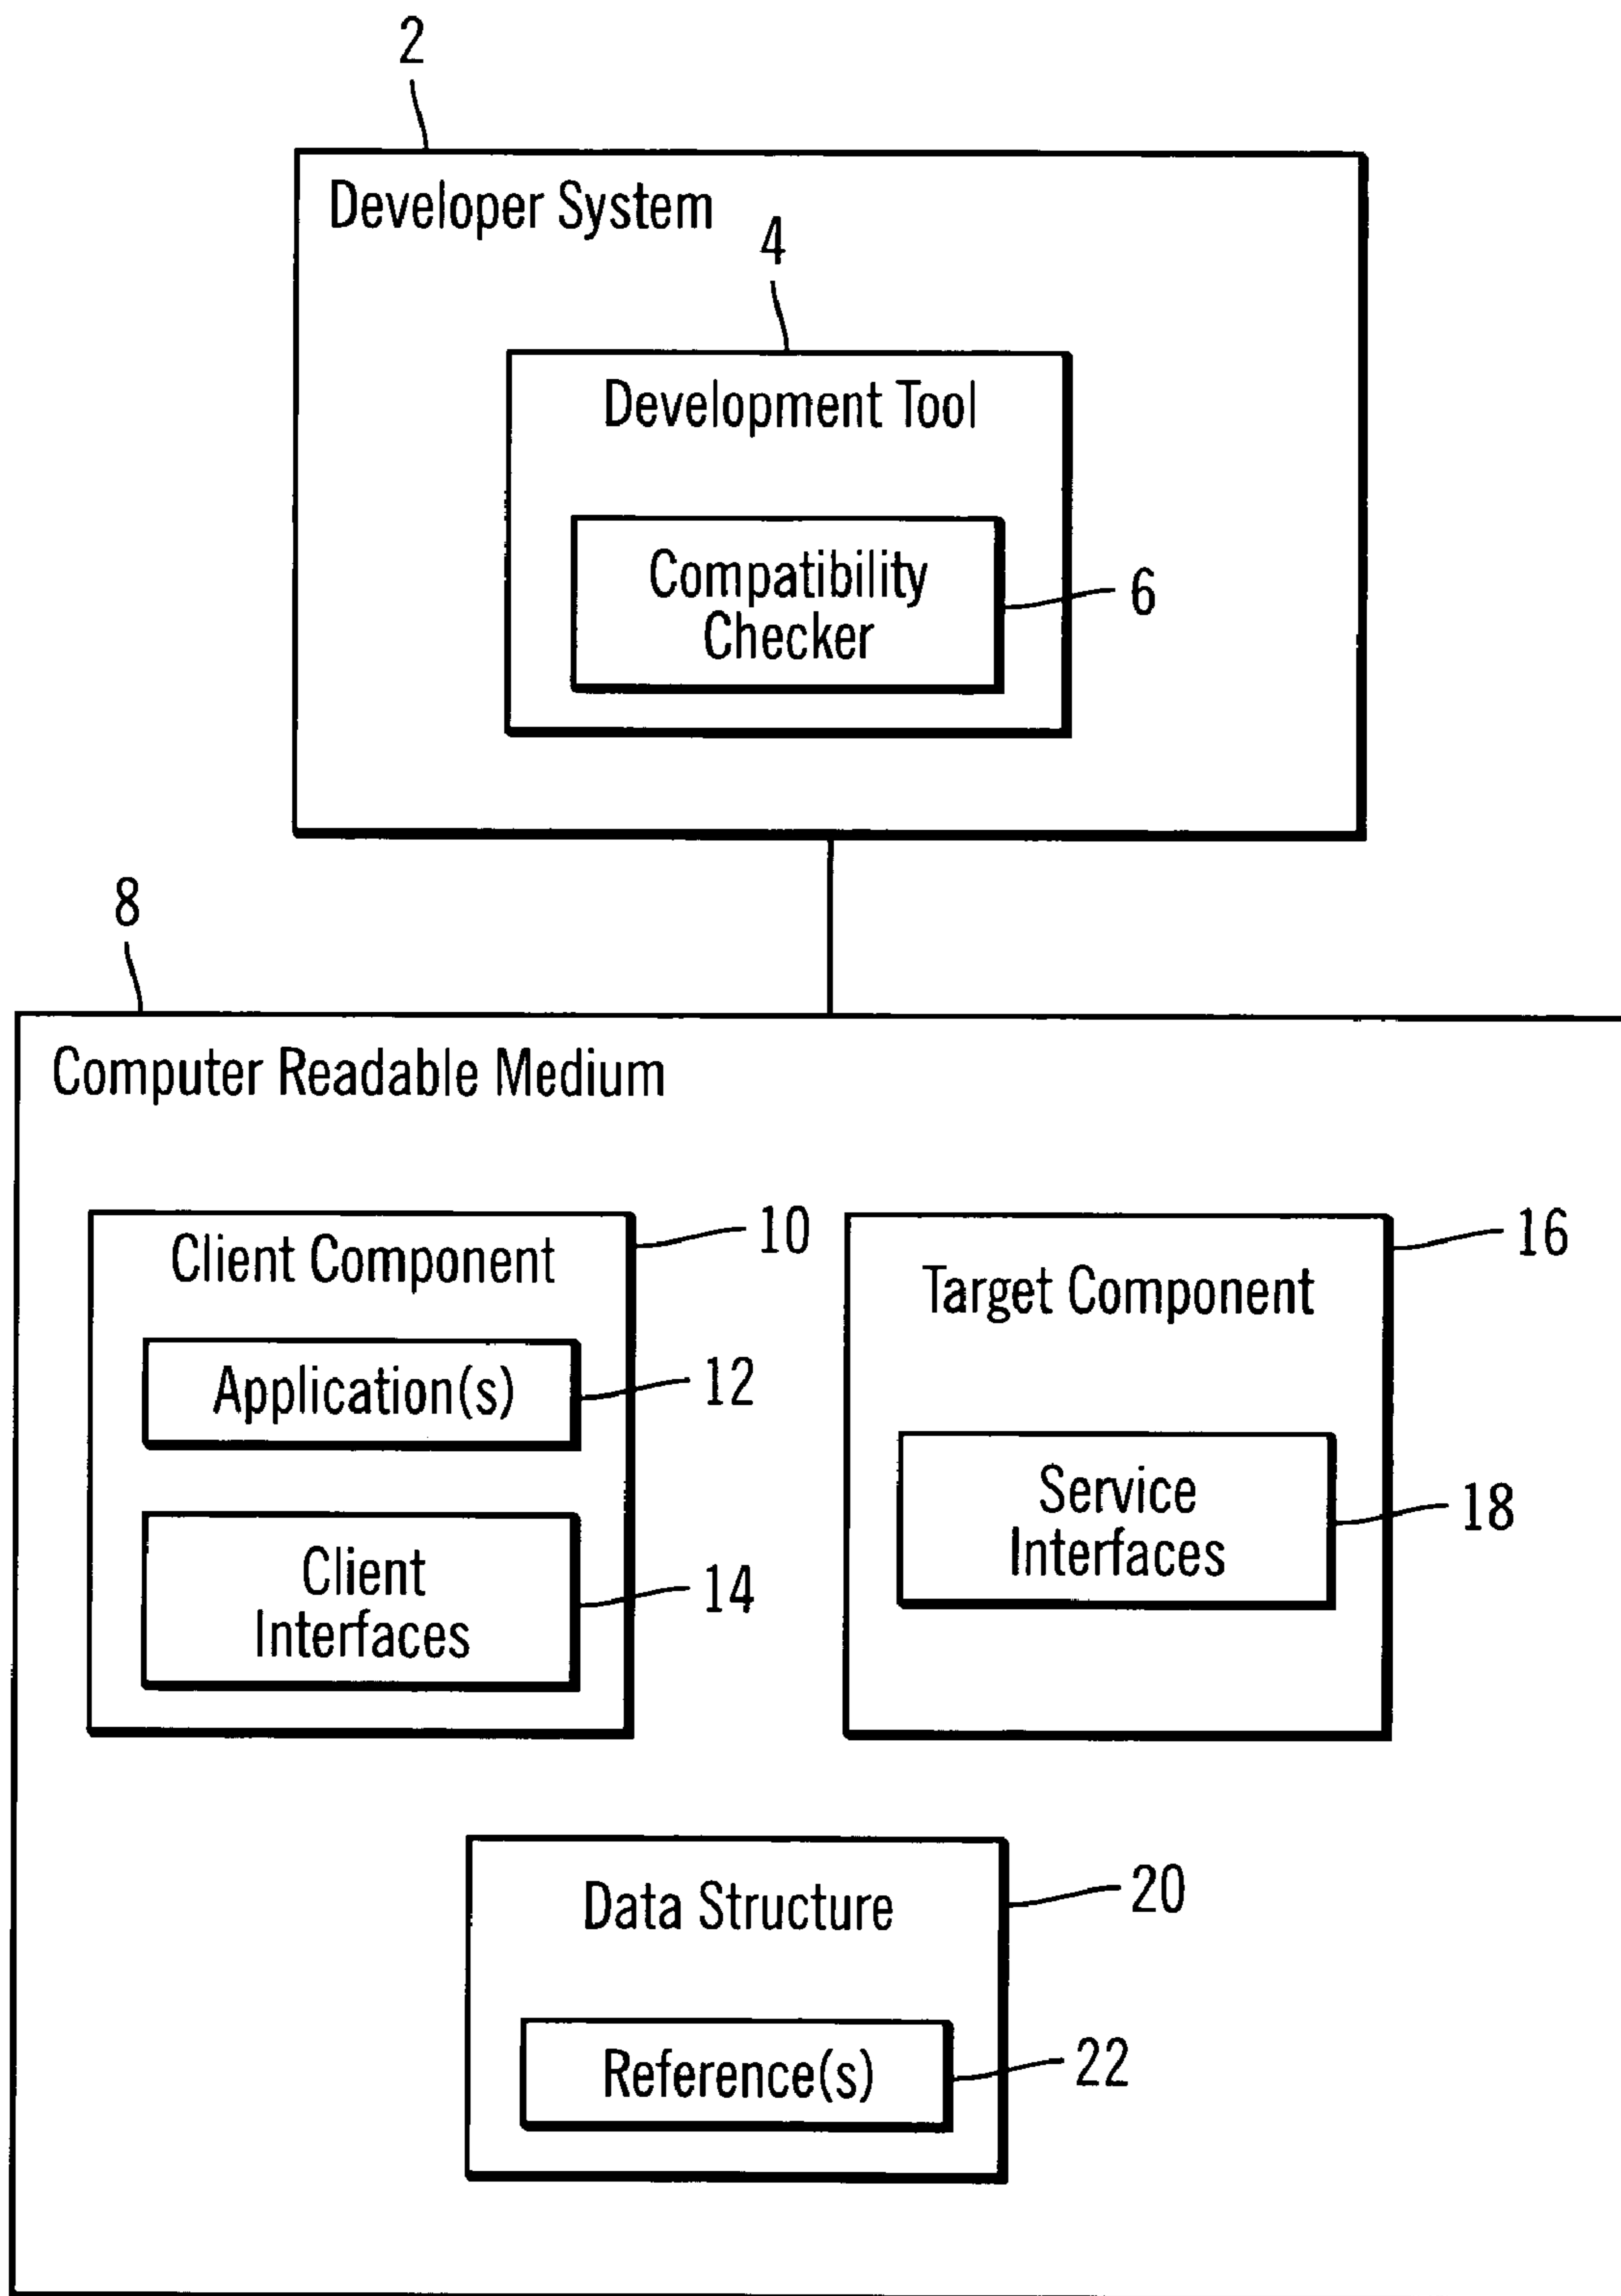 2
Developer System
4
Development Tool
Compatibility
Checker
6
8
Computer Readable Medium
Client Component
10
Application(s)
12
Client
Interfaces
14
Target Component
16
Service
Interfaces
18
Data Structure
20
Reference(s)
22